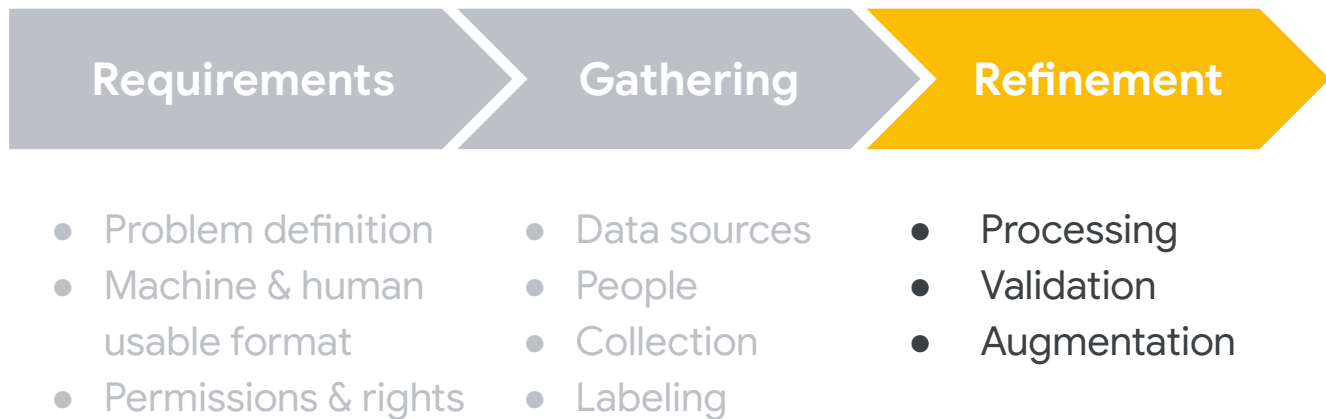 Requirements
Gathering
Refinement
● Problem definition
● Machine & human
usable format
● Permissions & rights
● Data sources
● People
● Collection
● Labeling
● Processing
● Validation
● Augmentation